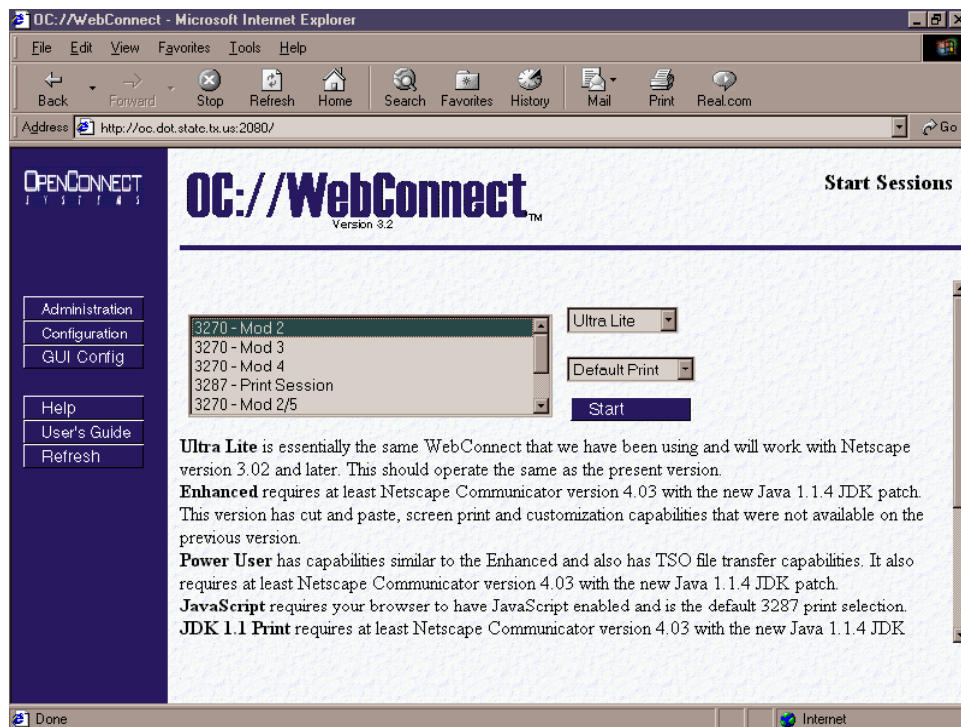 OC://WebConnect - Microsoft Internet Explorer
File Edit View Favorites Tools Help
Back Forward Stop Refresh Home Search Favorites History Mail Print Real.com
Address http://oc.dot.state.tx.us:2080/ Go
OPENCONNECT
SYSTEMS
OC://WebConnect TM
Version 3.2
Start Sessions
Administration
Configuration
GUI Config
Help
User's Guide
Refresh
3270 - Mod 2
3270 - Mod 3
3270 - Mod 4
3287 - Print Session
3270 - Mod 2/5
Ultra Lite
Default Print
Start
Ultra Lite is essentially the same WebConnect that we have been using and will work with Netscape
version 3.02 and later. This should operate the same as the present version.
Enhanced requires at least Netscape Communicator version 4.03 with the new Java 1.1.4 JDK patch.
This version has cut and paste, screen print and customization capabilities that were not available on the
previous version.
Power User has capabilities similar to the Enhanced and also has TSO file transfer capabilities. It also
requires at least Netscape Communicator version 4.03 with the new Java 1.1.4 JDK patch.
JavaScript requires your browser to have JavaScript enabled and is the default 3287 print selection.
JDK 1.1 Print requires at least Netscape Communicator version 4.03 with the new Java 1.1.4 JDK
Done
Internet